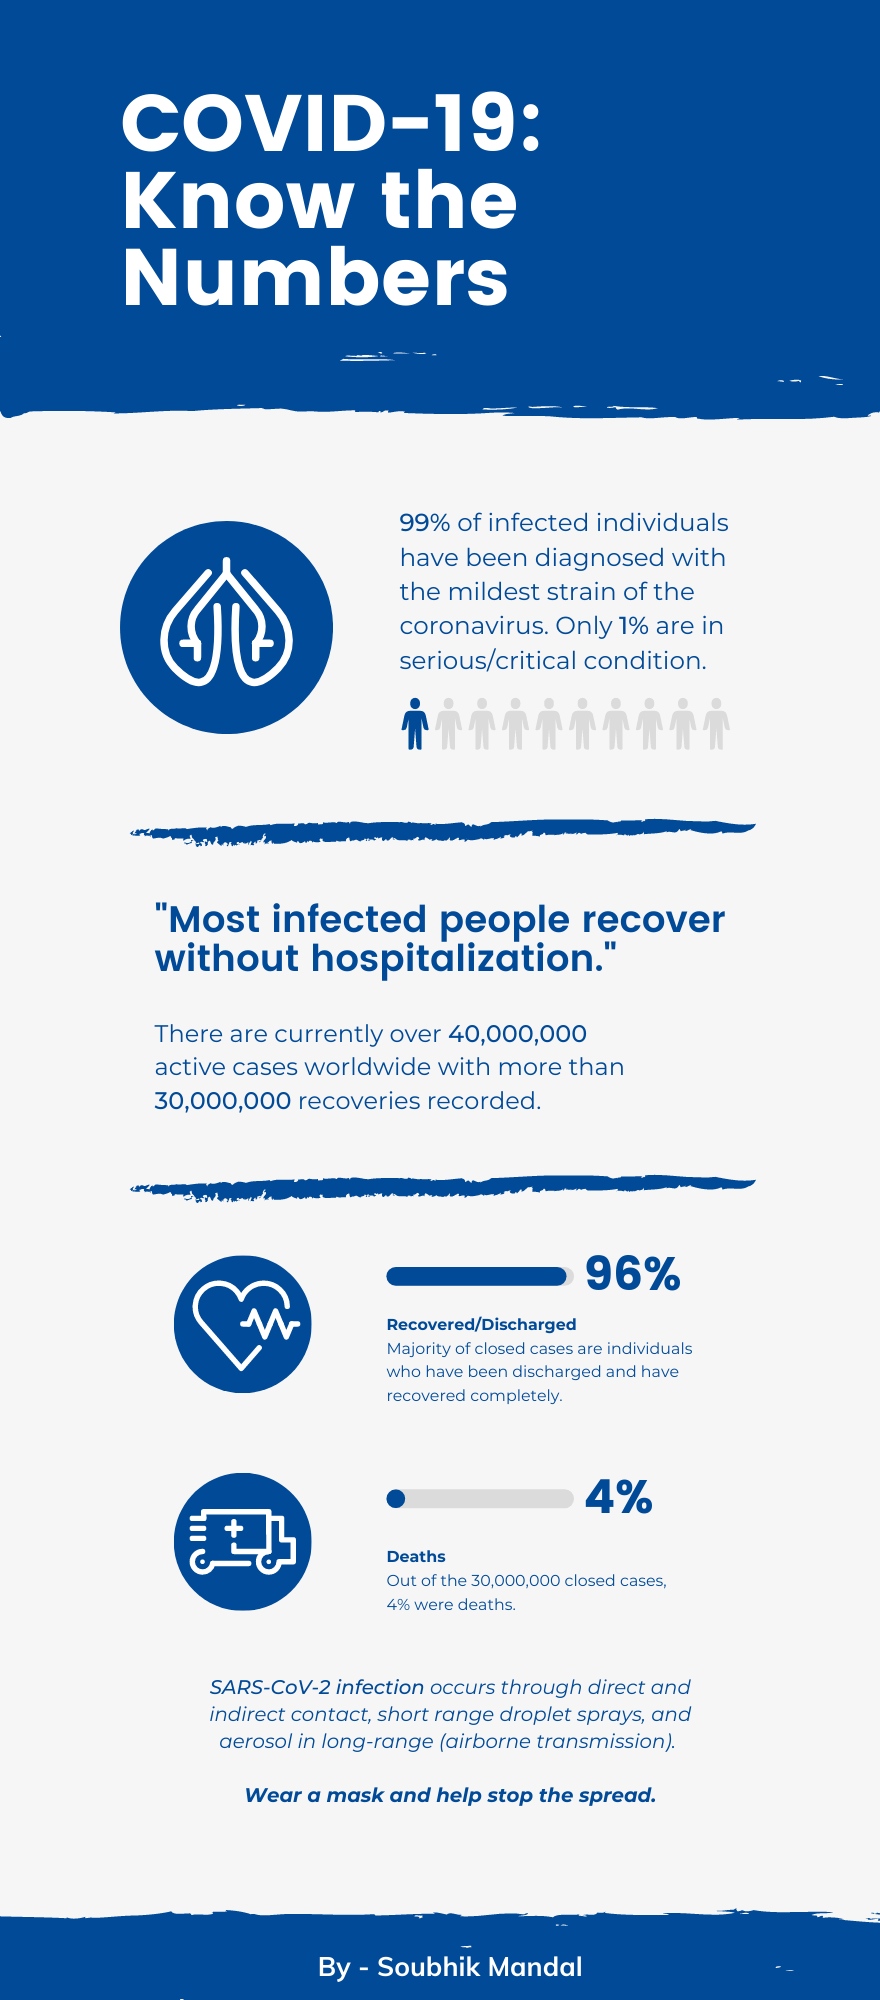 COVID-19:
Know the
Numbers
99% of infected individuals
have been diagnosed with
the mildest strain of the
coronavirus. Only 1% are in
serious/critical condition.
"Most infected people recover
without hospitalization."
There are currently over 40,000,000
active cases worldwide with more than
30,000,000 recoveries recorded.
96%
Recovered/Discharged
Majority of closed cases are individuals
who have been discharged and have
recovered completely.
4%
Deaths
Out of the 30,000,000 closed cases,
4% were deaths.
SARS-CoV-2 infection occurs through direct and
indirect contact, short range droplet sprays, and
aerosol in long-range (airborne transmission).
Wear a mask and help stop the spread.
By - Soubhik Mandal